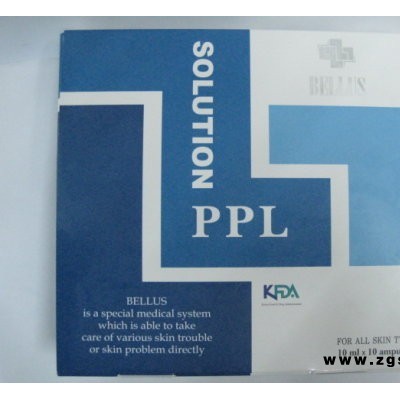 SOLUTION
BELLUS
PPL
KFDA
BELLUS
is a special medical system
which is able to take
care of various skin trouble
or skin problem directly
FOR ALL SKIN T
10 ml x 10 ampu
www.zgs